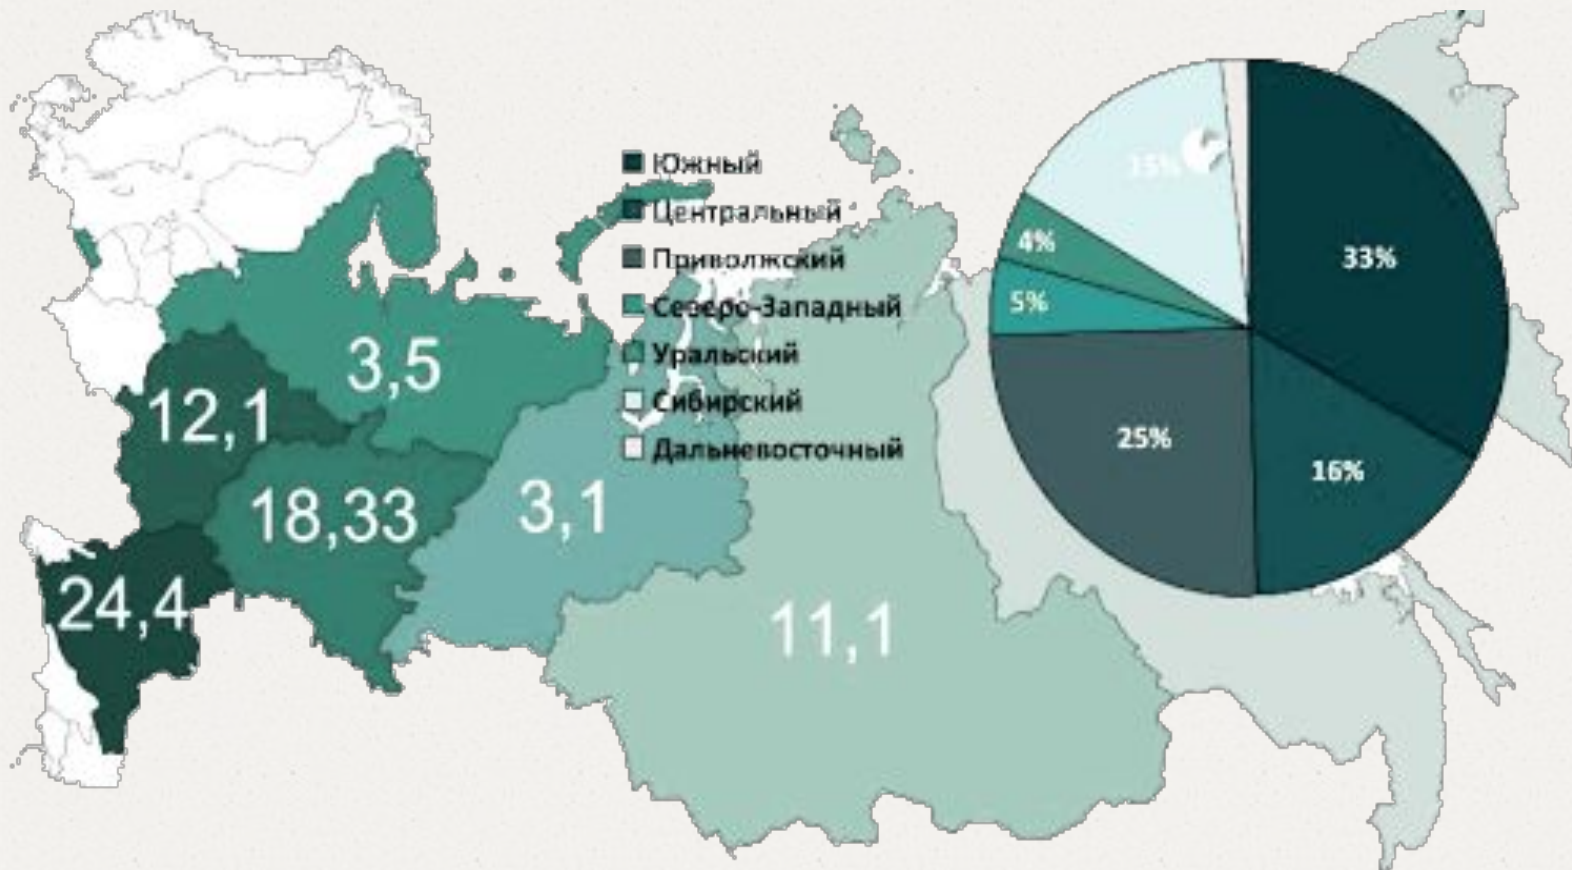 Южный
Центральный
Приволжский
Северо-Западный
Уральский
Сибирский
Дальневосточный
3,5
12,1
18,33
3,1
24,4
11,1
15%
4%
33%
5%
25%
16%